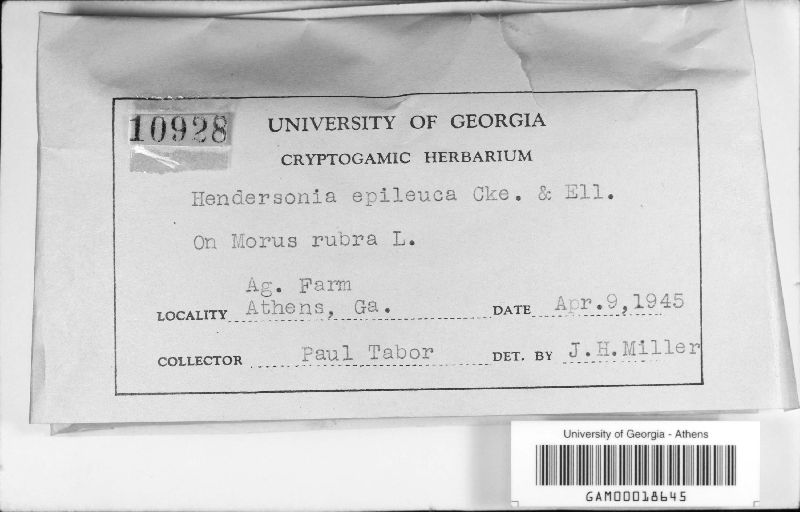 10928
UNIVERSITY OF GEORGIA
CRYPTOGAMIC HERBARIUM
Hendersonia epileuca Cke. & Ell.
On Morus rubra L.
Ag. Farm
LOCALITY Athens, Ga. DATE Apr.9,1945
COLLECTOR Paul Tabor DET. BY J.H.Miller
University of Georgia - Athens
GAM00018645